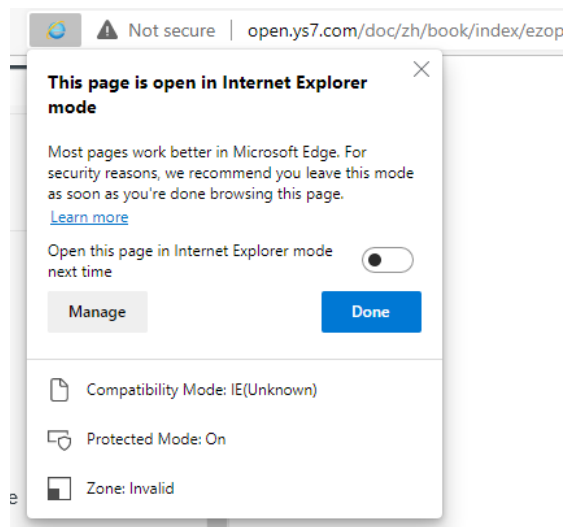 Not secure | open.ys7.com/doc/zh/book/index/ezop
This page is open in Internet Explorer
mode
Most pages work better in Microsoft Edge. For
security reasons, we recommend you leave this mode
as soon as you're done browsing this page.
Learn more
Open this page in Internet Explorer mode
next time
Manage
Done
Compatibility Mode: IE(Unknown)
Protected Mode: On
Zone: Invalid
e